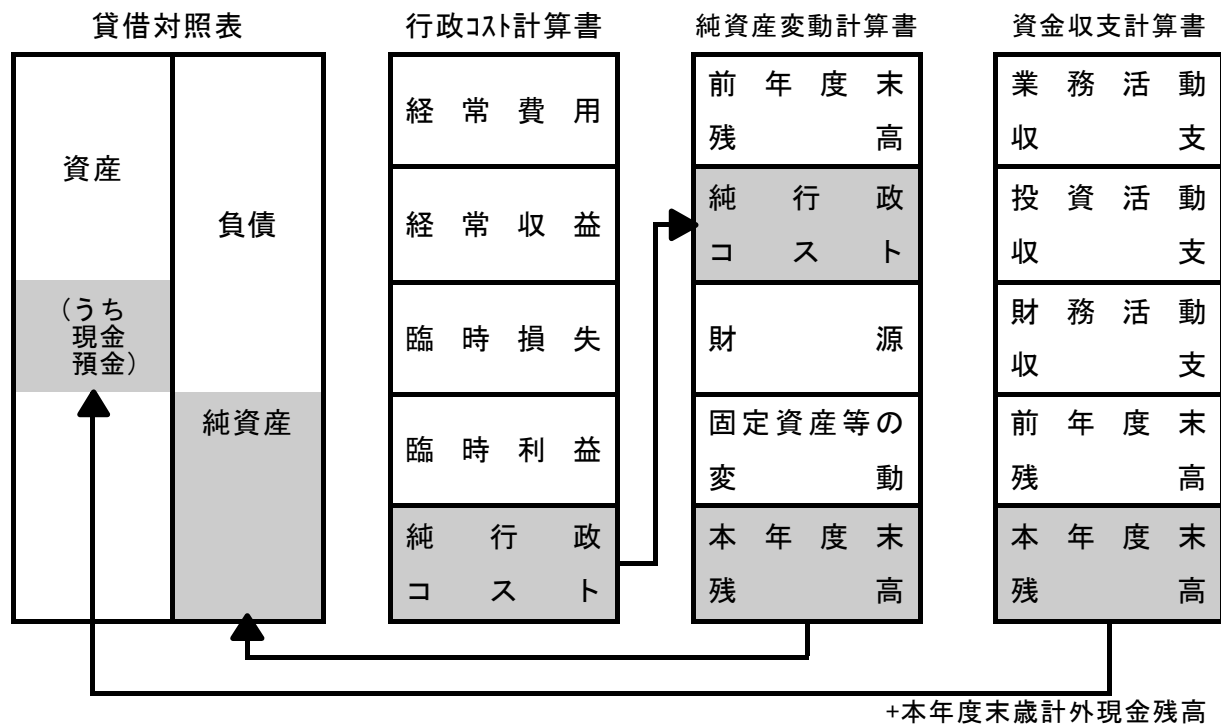 貸借対照表
資産
(うち
現金
預金)
負債
純資産
行政コスト計算書
経常費用
経常収益
臨時損失
臨時利益
純行政
コスト
純資産変動計算書
前年度末
残高
純行政
コスト
財源
固定資産等の
変動
本年度末
残高
資金収支計算書
業務活動
収支
投資活動
収支
財務活動
収支
前年度末
残高
本年度末
残高
+本年度末歳計外現金残高